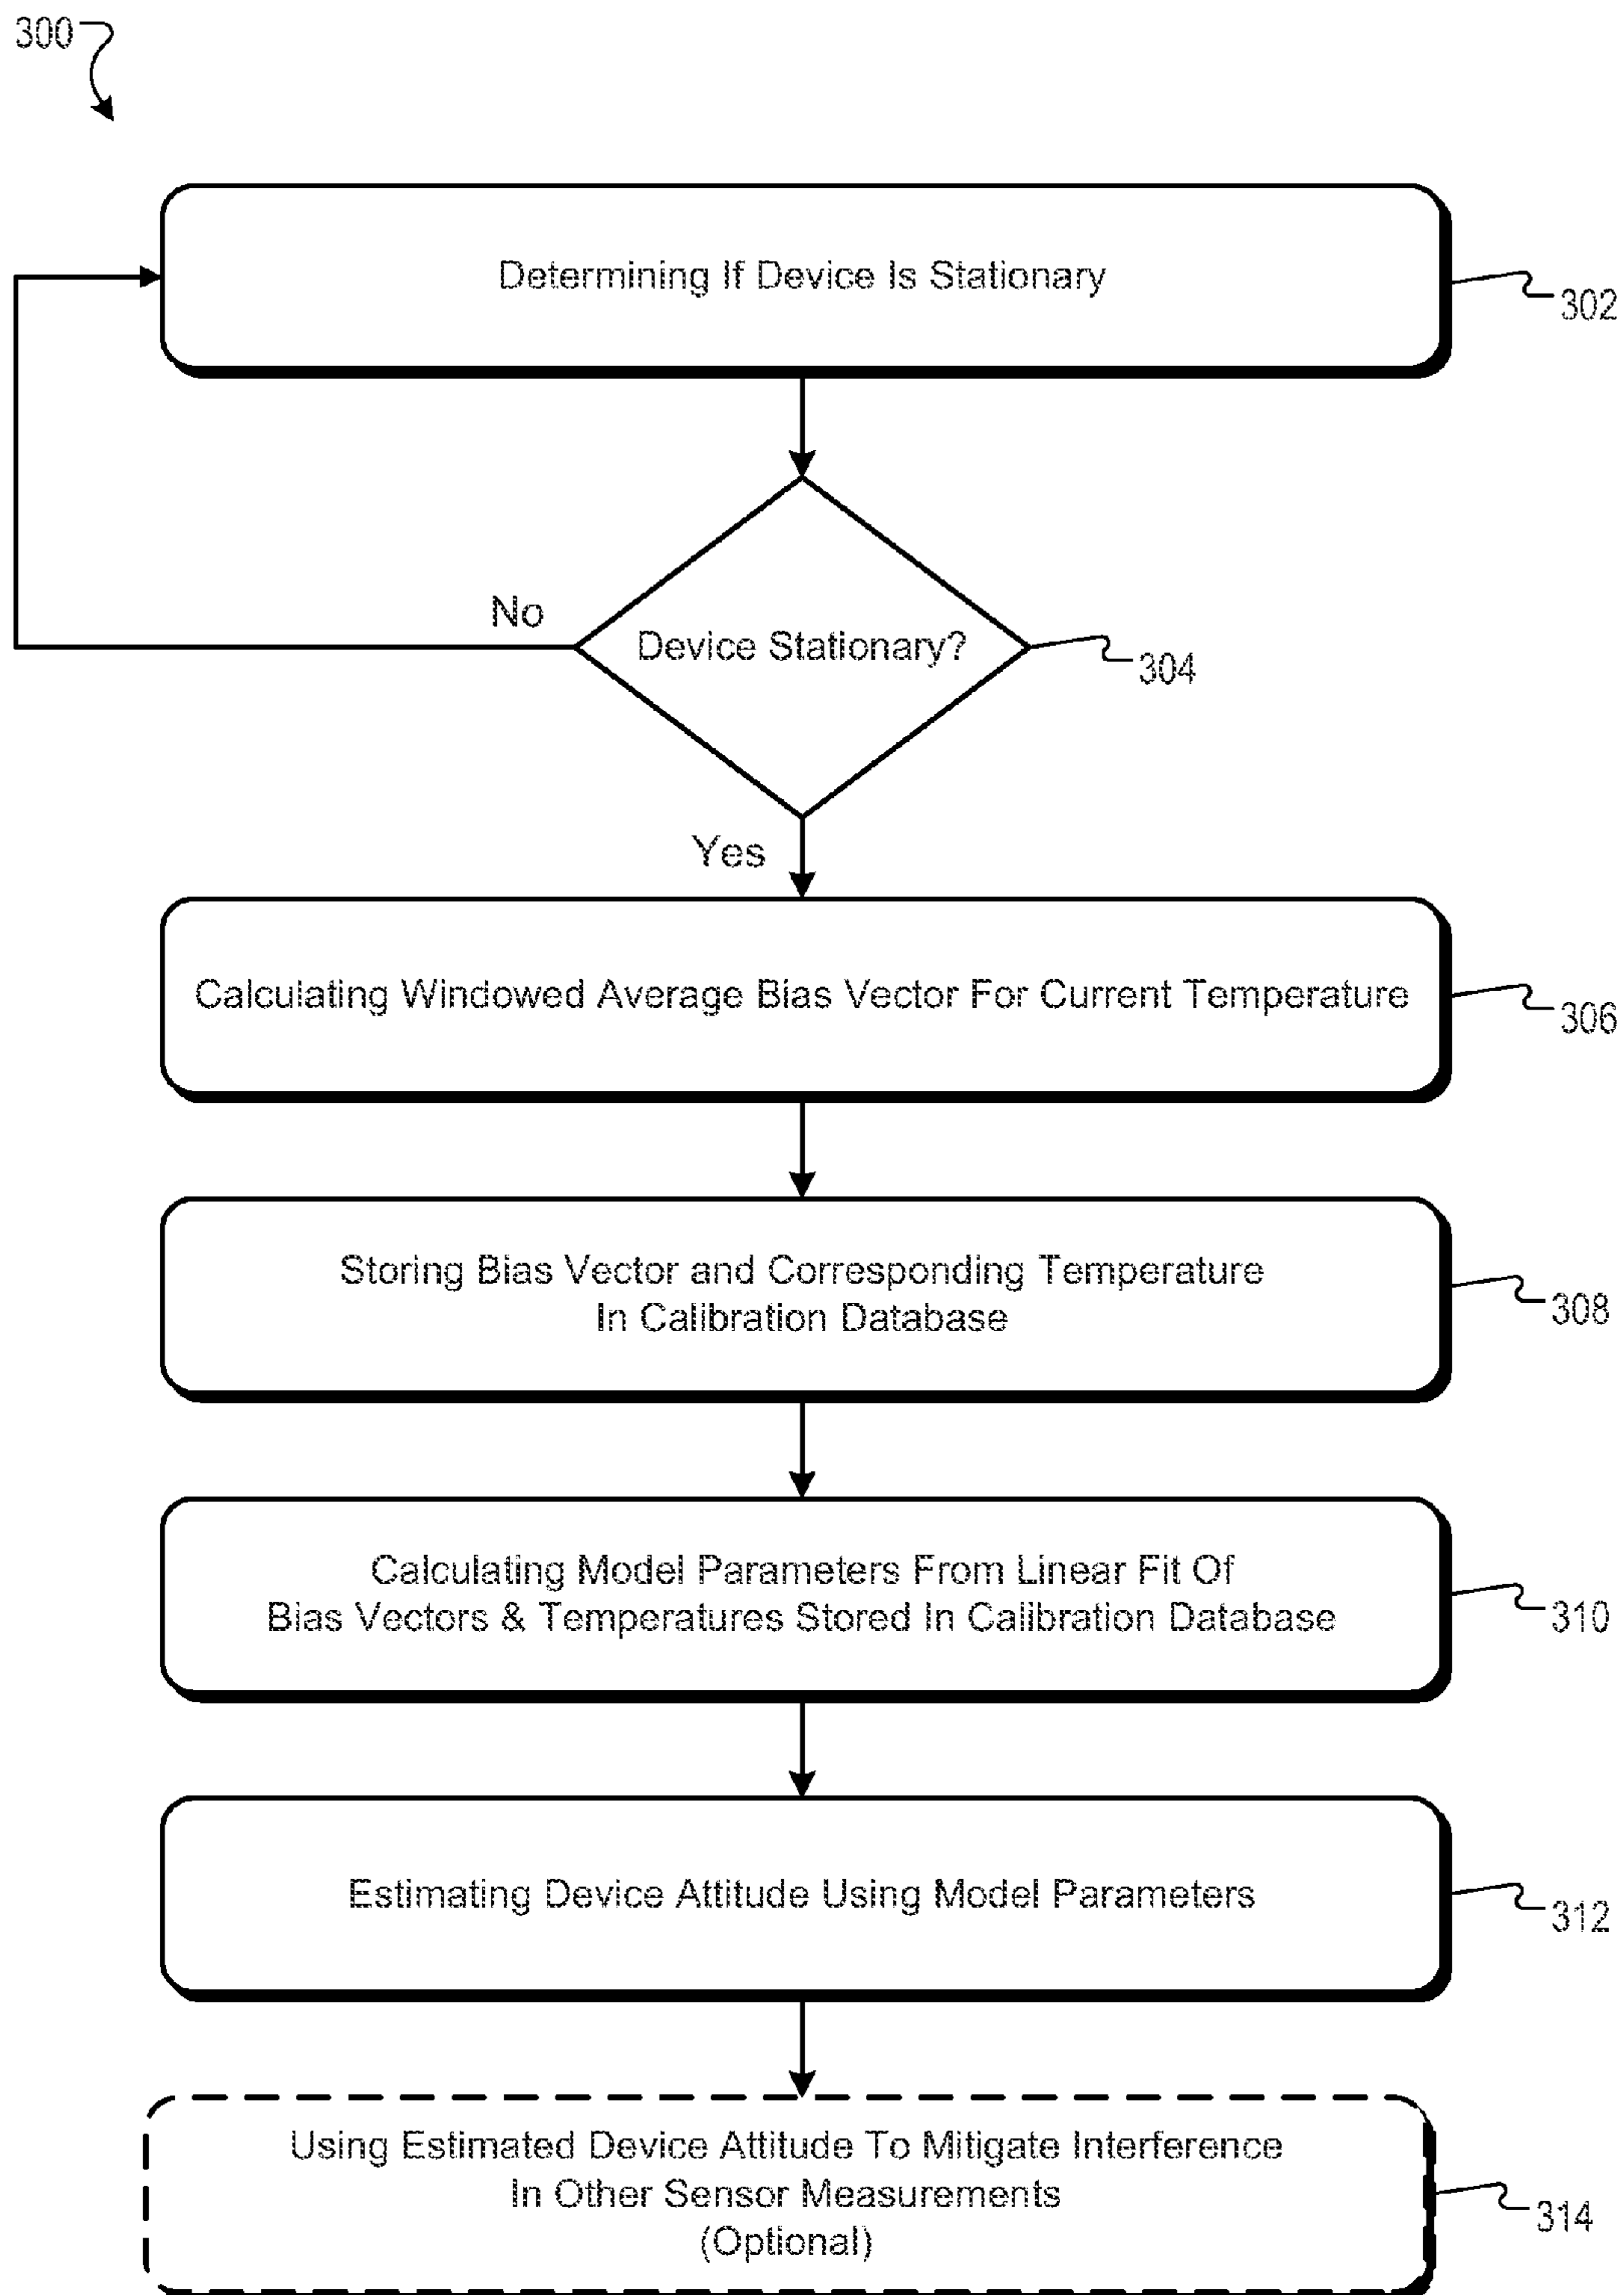 300
Determining If Device Is Stationary
302
No
Device Stationary?
304
Yes
Calculating Windowed Average Bias Vector For Current Temperature
306
Storing Bias Vector and Corresponding Temperature
In Calibration Database
308
Calculating Model Parameters From Linear Fit Of
Bias Vectors & Temperatures Stored In Calibration Database
310
Estimating Device Attitude Using Model Parameters
312
Using Estimated Device Attitude To Mitigate Interference
In Other Sensor Measurements
(Optional)
314